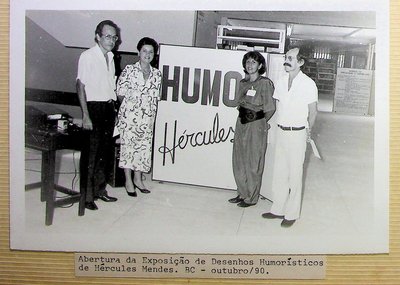 HUMO
Hércules
Abertura da Exposição de Desenhos Humorísticos
de Hércules Mendes. BC - outubro/90.